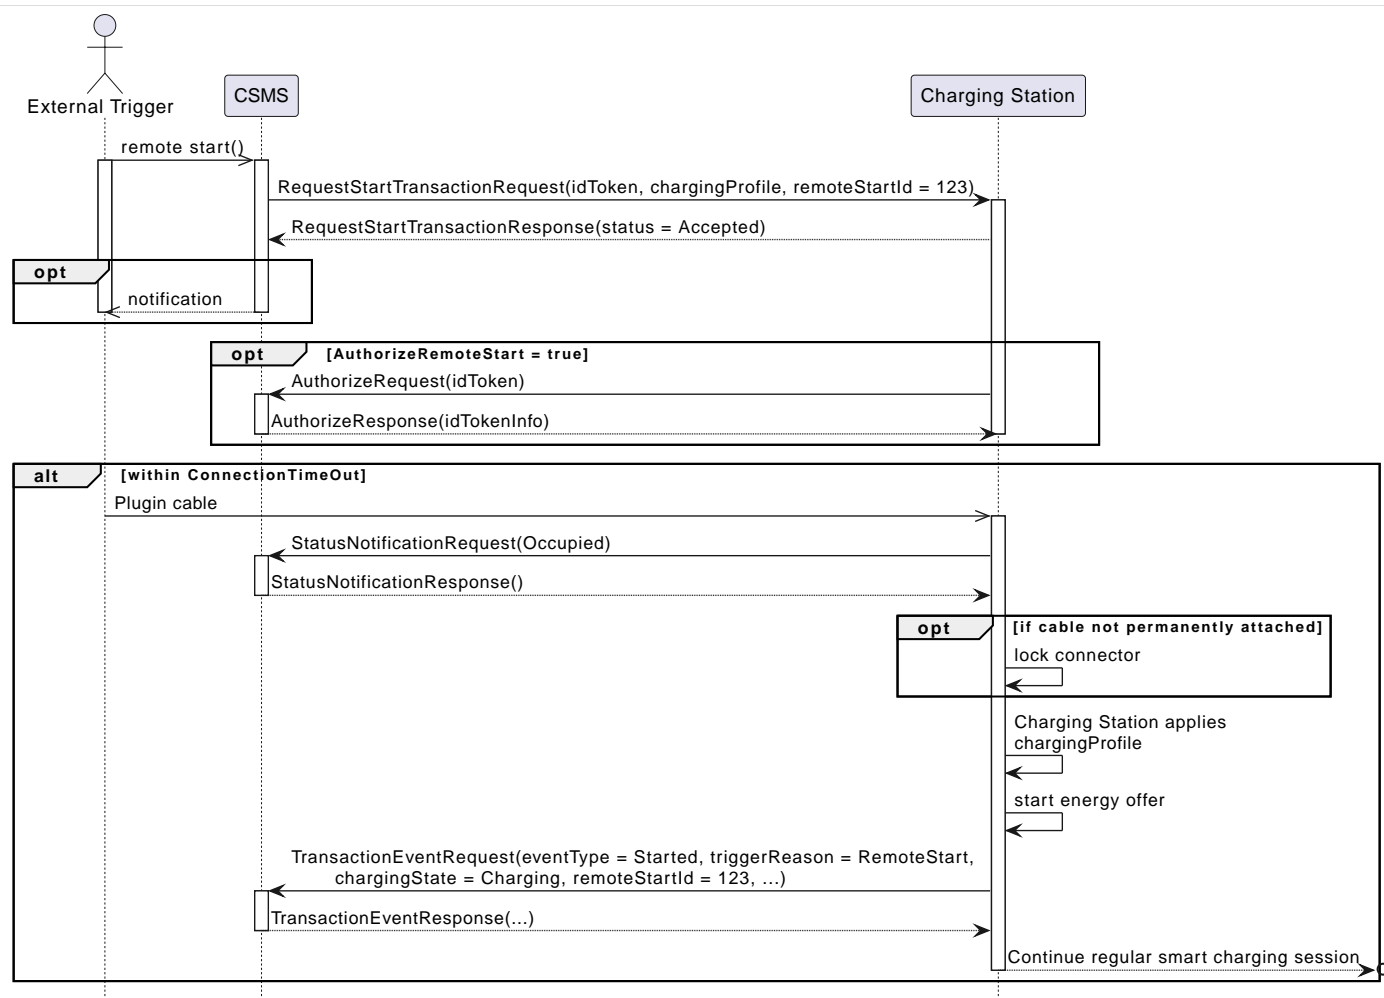 External Trigger
CSMS
Charging Station
remote start()
RequestStartTransactionRequest(idToken, chargingProfile, remoteStartId = 123)
RequestStartTransactionResponse(status = Accepted)
opt
notification
opt [AuthorizeRemoteStart = true]
AuthorizeRequest(idToken)
AuthorizeResponse(idTokenInfo)
alt [within ConnectionTimeOut]
Plugin cable
StatusNotificationRequest(Occupied)
StatusNotificationResponse()
opt [if cable not permanently attached]
lock connector
Charging Station applies
chargingProfile
start energy offer
TransactionEventRequest(eventType = Started, triggerReason = RemoteStart,
chargingState = Charging, remoteStartId = 123, ...)
TransactionEventResponse(...)
Continue regular smart charging session